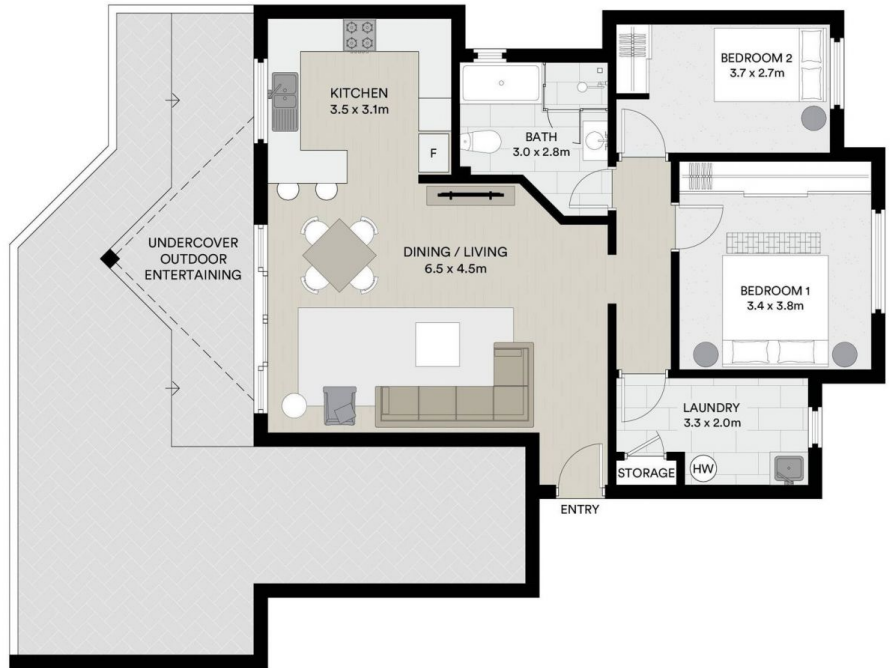 KITCHEN
3.5 x 3.1m
F
BATH
3.0 x 2.8m
BEDROOM 2
3.7 x 2.7m
UNDERCOVER
OUTDOOR
ENTERTAINING
DINING / LIVING
6.5 x 4.5m
BEDROOM 1
3.4 x 3.8m
LAUNDRY
3.3 x 2.0m
STORAGE
HW
ENTRY